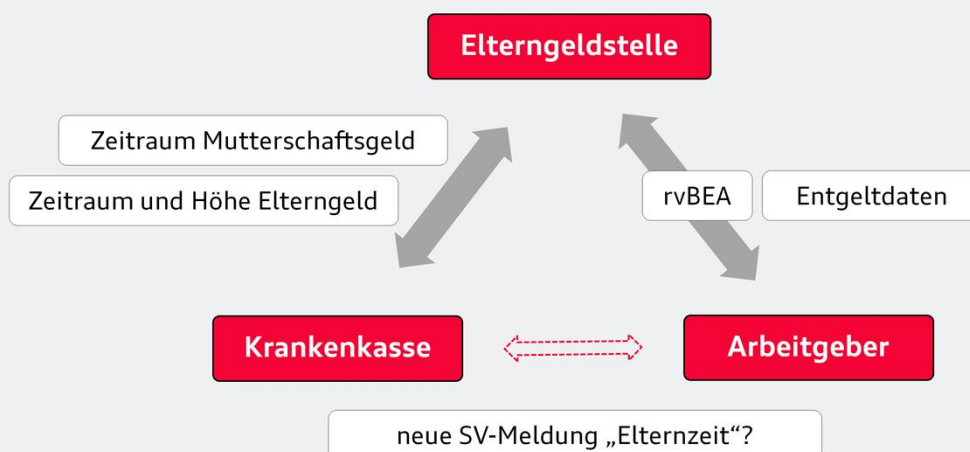 Elterngeldstelle
Zeitraum Mutterschaftsgeld
Zeitraum und Höhe Elterngeld
rvBEA
Entgeltdaten
Krankenkasse
Arbeitgeber
neue SV-Meldung „Elternzeit“?